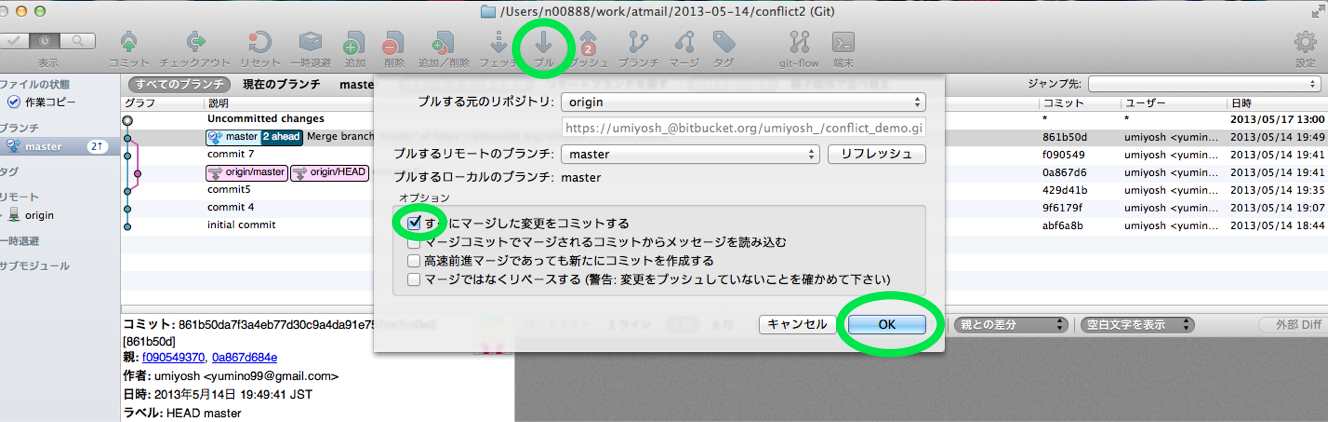 /Users/n00888/work/atmail/2013-05-14/conflict2 (Git)
表示 コミット チェックアウト リセット 一時退避 追加 削除 追加/削除 フェッチ プル プッシュ ブランチ マージ タグ git-flow 端末 設定
2
ファイルの状態
作業コピー
ブランチ
master 2↑
タグ
リモート
origin
一時退避
サブモジュール
すべてのブランチ 現在のブランチ master ジャンプ先:
グラフ 説明 コミット ユーザー 日時
Uncommitted changes * * 2013/05/17 13:00
master 2 ahead Merge branch 861b50d umiyosh <yumino... 2013/05/14 19:49
commit 7 f090549 umiyosh <yumino... 2013/05/14 19:41
origin/master origin/HEAD 0a867d6 umiyosh <yumino... 2013/05/14 19:41
commit5 429d41b umiyosh <yumino... 2013/05/14 19:35
commit 4 9f6179f umiyosh <yumino... 2013/05/14 19:07
initial commit abf6a8b umiyosh <yumino... 2013/05/14 18:44
プルする元のリポジトリ: origin
https://umiyosh_@bitbucket.org/umiyosh_/conflict_demo.gi
プルするリモートのブランチ: master リフレッシュ
プルするローカルのブランチ: master
オプション
すぐにマージした変更をコミットする
マージコミットでマージされるコミットからメッセージを読み込む
高速前進マージであっても新たにコミットを作成する
マージではなくリベースする (警告: 変更をプッシュしていないことを確かめて下さい)
キャンセル OK
親との差分 空白文字を表示 外部 Diff
コミット: 861b50da7f3a4eb77d30c9a4da91e75
[861b50d]
親: f090549370, 0a867d684e
作者: umiyosh <yumino99@gmail.com>
日時: 2013年5月14日 19:49:41 JST
ラベル: HEAD master